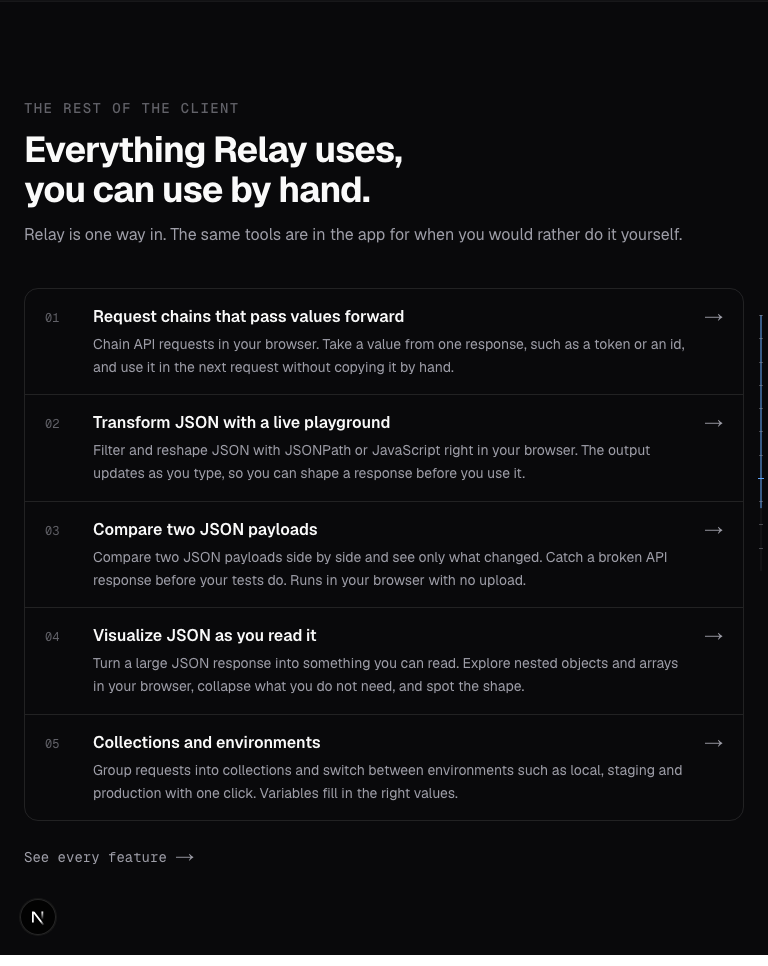 THE REST OF THE CLIENT
Everything Relay uses,
you can use by hand.
Relay is one way in. The same tools are in the app for when you would rather do it yourself.
01
Request chains that pass values forward
Chain API requests in your browser. Take a value from one response, such as a token or an id,
and use it in the next request without copying it by hand.
02
Transform JSON with a live playground
Filter and reshape JSON with JSONPath or JavaScript right in your browser. The output
updates as you type, so you can shape a response before you use it.
03
Compare two JSON payloads
Compare two JSON payloads side by side and see only what changed. Catch a broken API
response before your tests do. Runs in your browser with no upload.
04
Visualize JSON as you read it
Turn a large JSON response into something you can read. Explore nested objects and arrays
in your browser, collapse what you do not need, and spot the shape.
05
Collections and environments
Group requests into collections and switch between environments such as local, staging and
production with one click. Variables fill in the right values.
See every feature →
N